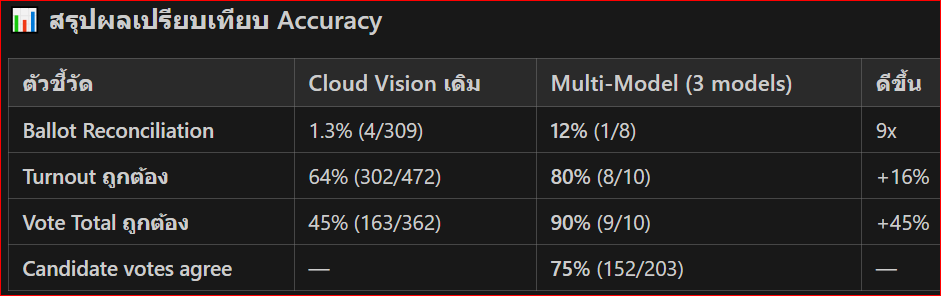 📊 สรุปผลเปรียบเทียบ Accuracy
ตัวชี้วัด Cloud Vision เดิม Multi-Model (3 models) ดีขึ้น
Ballot Reconciliation 1.3% (4/309) 12% (1/8) 9x
Turnout ถูกต้อง 64% (302/472) 80% (8/10) +16%
Vote Total ถูกต้อง 45% (163/362) 90% (9/10) +45%
Candidate votes agree — 75% (152/203) —